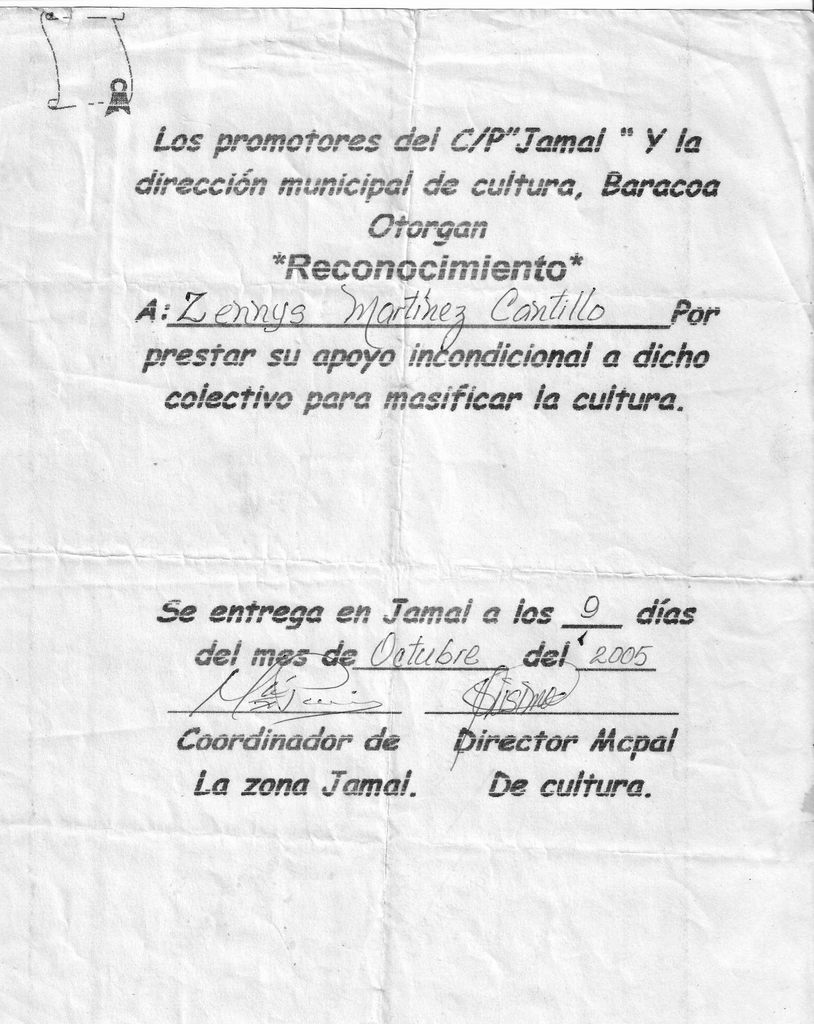 Los promotores del C/P"Jamal " Y la
dirección municipal de cultura, Baracoa
Otorgan
*Reconocimiento*
A: Zennys Martínez Cantillo Por
prestar su apoyo incondicional a dicho
colectivo para masificar la cultura.
Se entrega en Jamal a los 9 días
del mes de Octubre del 2005
Coordinador de Director Mcpal
La zona Jamal. De cultura.